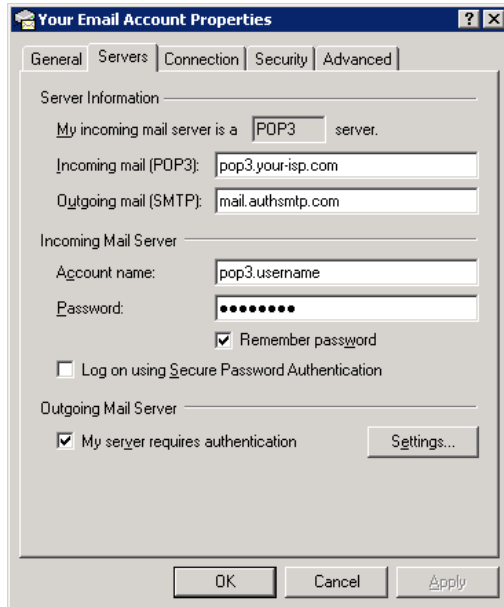 Your Email Account Properties
General Servers Connection Security Advanced
Server Information
My incoming mail server is a POP3 server.
Incoming mail (POP3): pop3.your-isp.com
Outgoing mail (SMTP): mail.authsmtp.com
Incoming Mail Server
Account name: pop3.username
Password: ●●●●●●●●
Remember password
Log on using Secure Password Authentication
Outgoing Mail Server
My server requires authentication Settings...
OK Cancel Apply